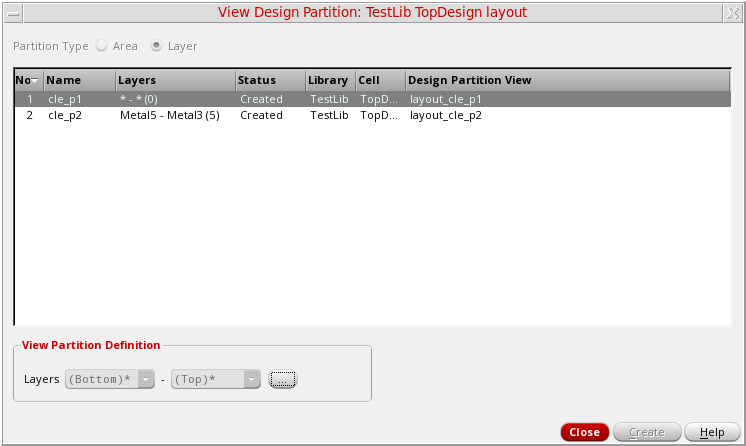 View Design Partition: TestLib TopDesign layout
Partition Type Area Layer
No Name Layers Status Library Cell Design Partition View
1 cle_p1 * - * (0) Created TestLib TopD... layout_cle_p1
2 cle_p2 Metal5 - Metal3 (5) Created TestLib TopD... layout_cle_p2
View Partition Definition
Layers (Bottom)* - (Top)* ...
Close Create Help